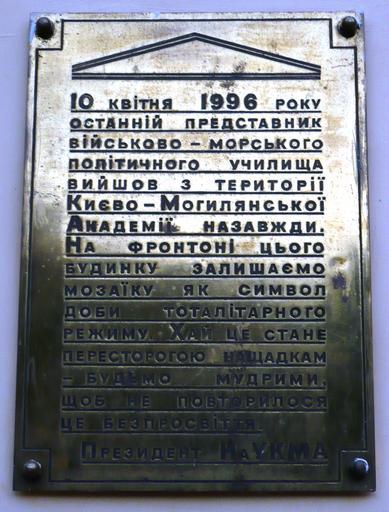 10 квітня 1996 року
останній представник
військово – морського
політичного училища
вийшов з території
Києво–Могилянської
Академії назавжди.
На фронтоні цього
будинку залишаємо
мозаїку як символ
доби тоталітарного
режиму. Хай це стане
пересторогою нащадкам
– будьмо мудрими,
щоб не повторилося
це безпросвіття.
Президент НаУКМА